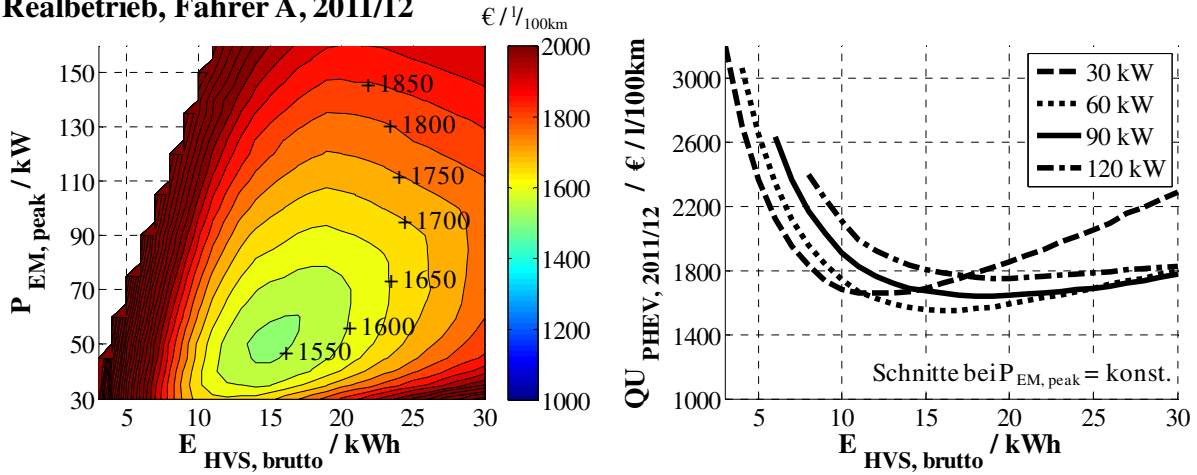 Realbetrieb, Fahrer A, 2011/12
€ / l/100km
P EM, peak / kW
150
130
110
90
70
50
30
5 10 15 20 25 30
E HVS, brutto / kWh
1850
1800
1750
1700
1650
1600
1550
2000
1800
1600
1400
1200
1000
QU PHEV, 2011/12 / € / l/100km
3000
2600
2200
1800
1400
1000
5 10 15 20 25 30
E HVS, brutto / kWh
30 kW
60 kW
90 kW
120 kW
Schnitte bei P EM, peak = konst.